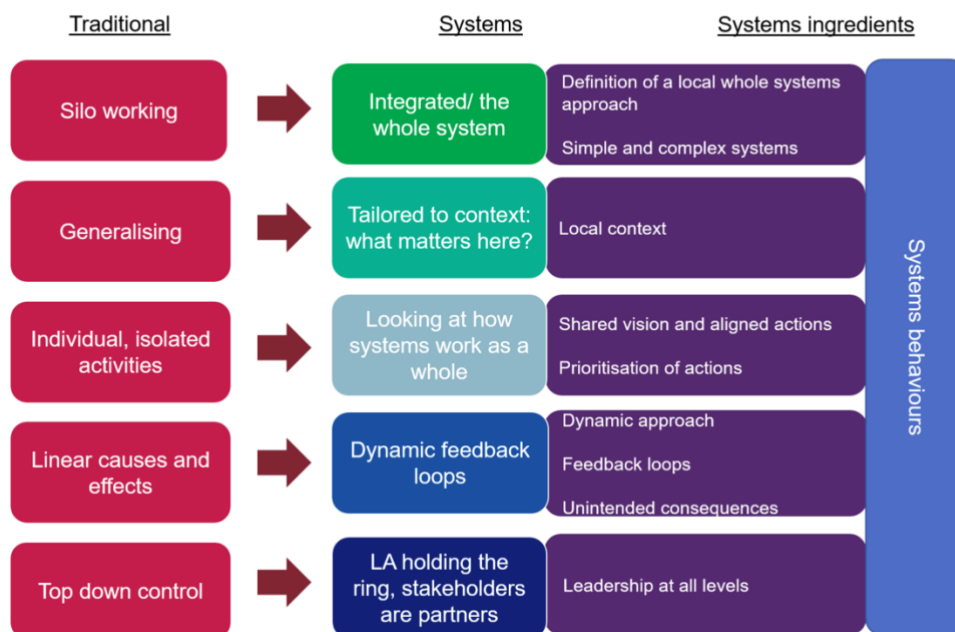 Traditional
Systems
Systems ingredients
Silo working
Integrated/ the
whole system
Definition of a local whole systems
approach
Simple and complex systems
Generalising
Tailored to context:
what matters here?
Local context
Individual, isolated
activities
Looking at how
systems work as a
whole
Shared vision and aligned actions
Prioritisation of actions
Linear causes and
effects
Dynamic feedback
loops
Dynamic approach
Feedback loops
Unintended consequences
Top down control
LA holding the
ring, stakeholders
are partners
Leadership at all levels
Systems behaviours